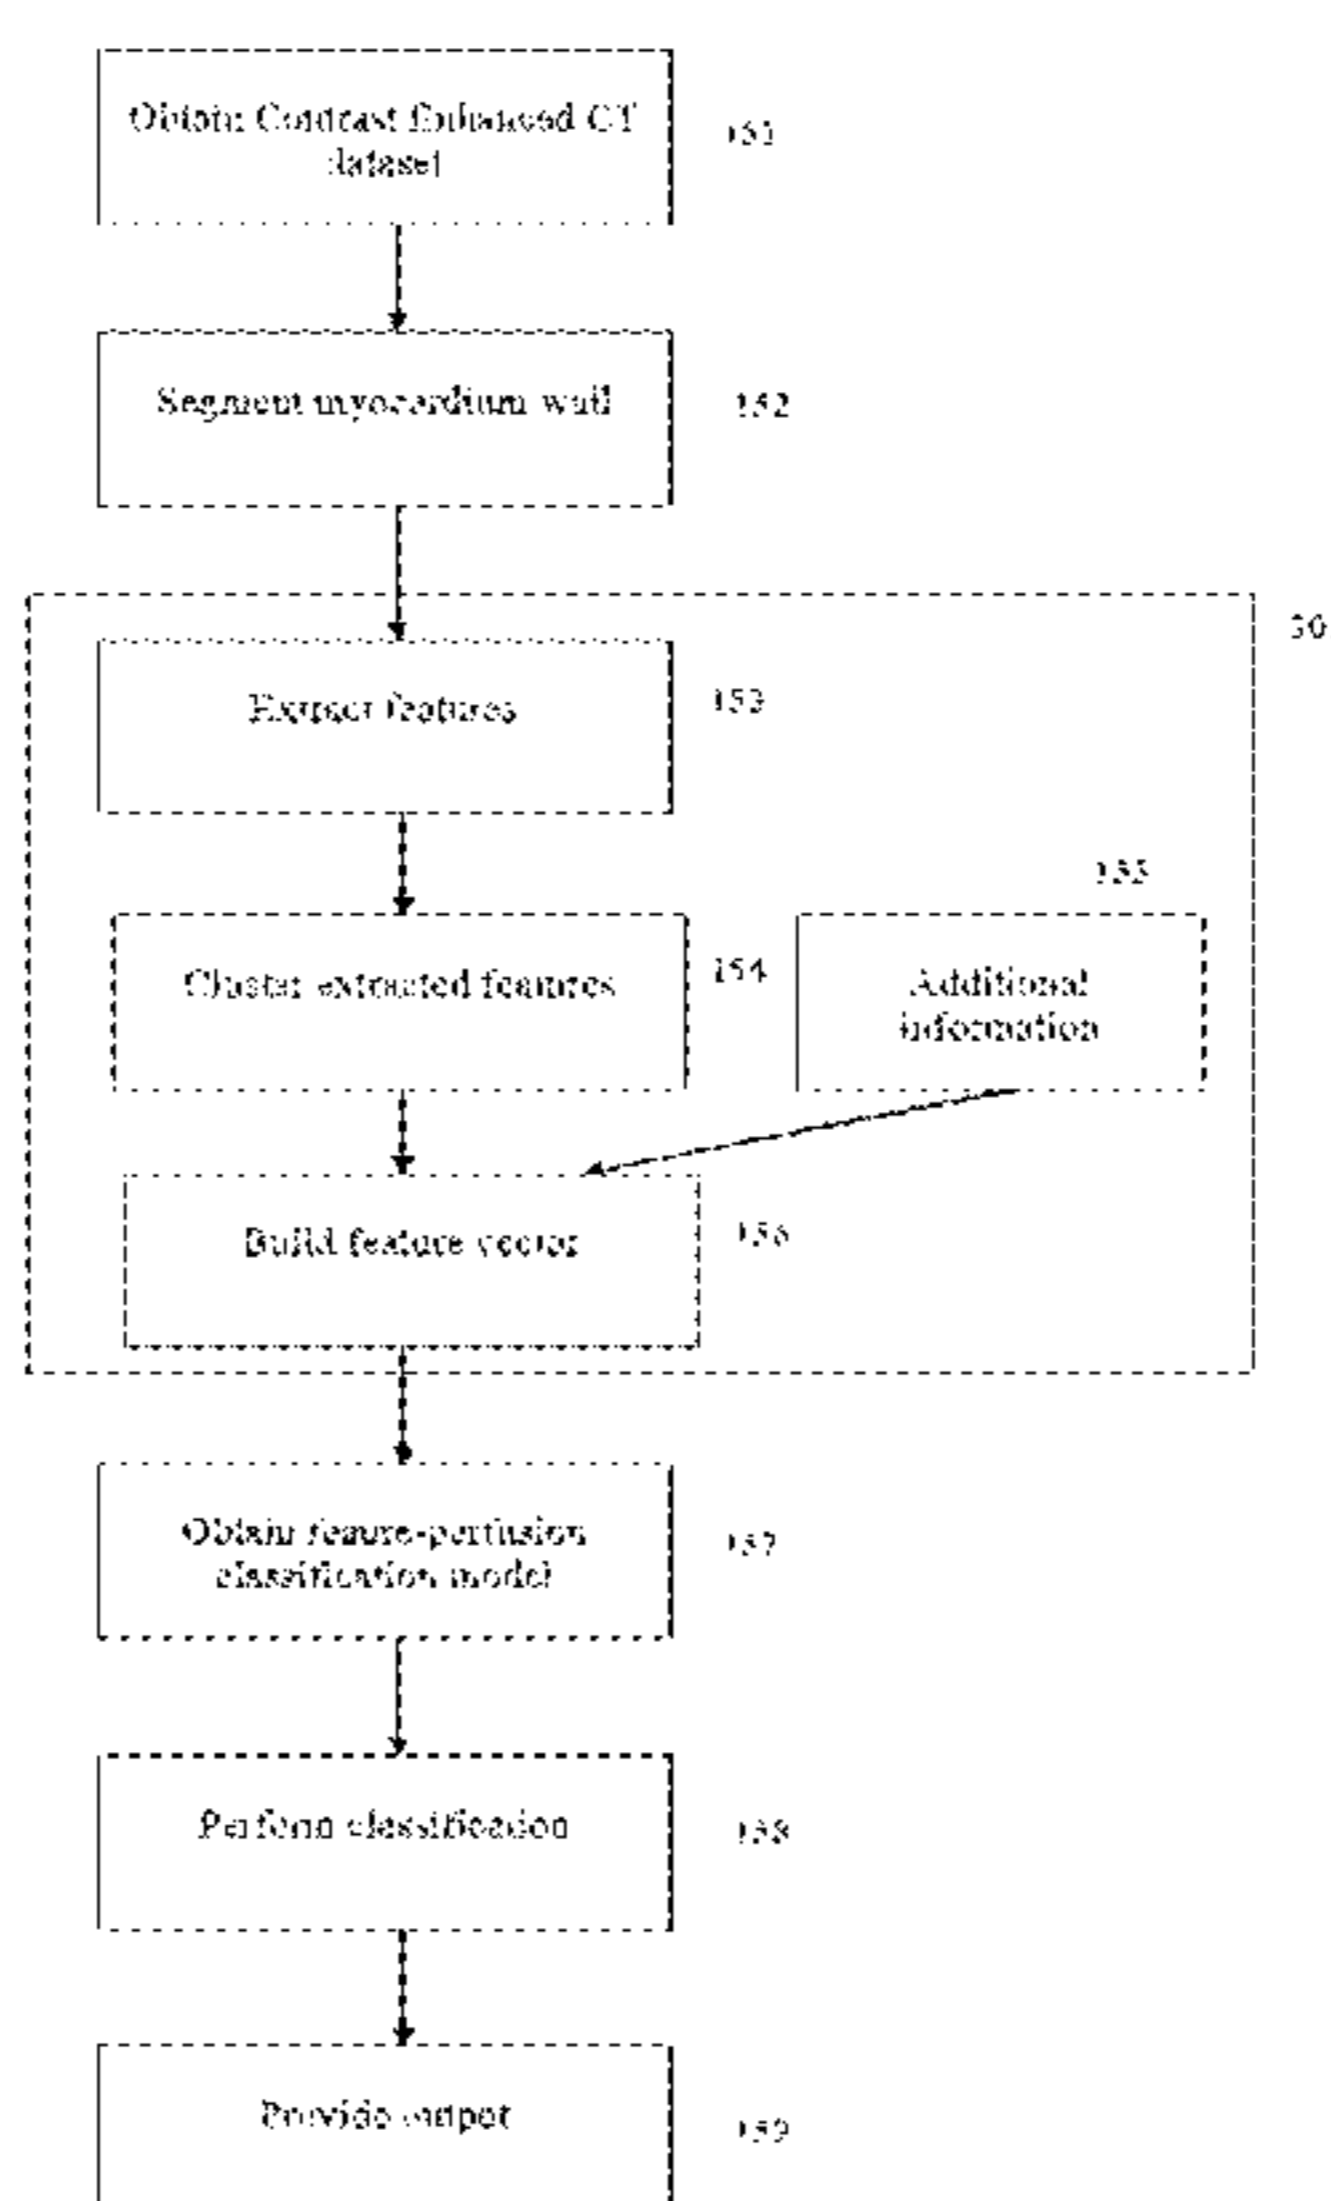 Obtain Contrast Enhanced CT
dataset
151
Segment myocardium wall
152
30
Extract features
153
155
Cluster extracted features
154
Additional
information
Build feature vector
156
Obtain feaure-perfusion
classification model
157
Perform classification
158
Provide output
159